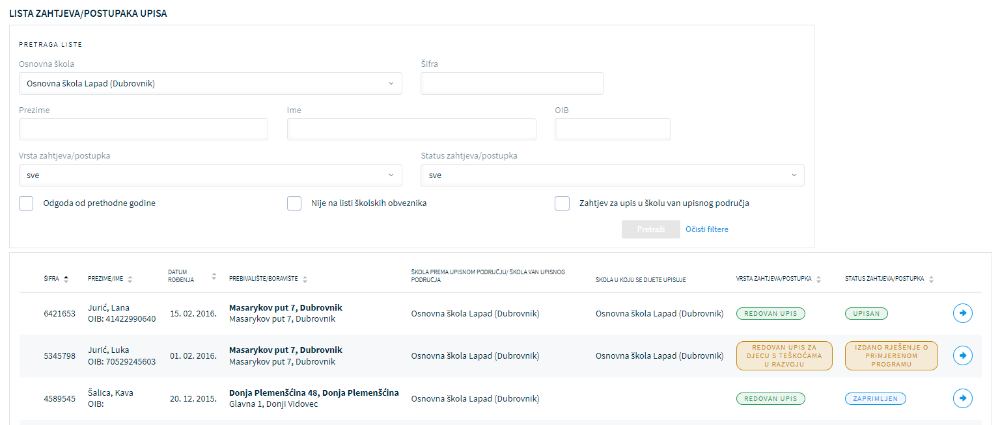 LISTA ZAHTJEVA/POSTUPAKA UPISA
PRETRAGA LISTE
Osnovna škola
Šifra
Osnovna škola Lapad (Dubrovnik)
Prezime
Ime
OIB
Vrsta zahtjeva/postupka
Status zahtjeva/postupka
sve
sve
Odgoda od prethodne godine
Nije na listi školskih obveznika
Zahtjev za upis u školu van upisnog područja
Pretraži
Očisti filtere
ŠIFRA
PREZIME/IME
DATUM
ROĐENJA
PREBIVALIŠTE/BORAVIŠTE
ŠKOLA PREMA UPISNOM PODRUČJU/ ŠKOLA VAN UPISNOG
PODRUČJA
ŠKOLA U KOJU SE DIJETE UPISUJE
VRSTA ZAHTJEVA/POSTUPKA
STATUS ZAHTJEVA/POSTUPKA
6421653
Jurić, Lana
OIB: 41422990640
15. 02. 2016.
Masarykov put 7, Dubrovnik
Masarykov put 7, Dubrovnik
Osnovna škola Lapad (Dubrovnik)
Osnovna škola Lapad (Dubrovnik)
REDOVAN UPIS
UPISAN
5345798
Jurić, Luka
OIB: 70529245603
01. 02. 2016.
Masarykov put 7, Dubrovnik
Masarykov put 7, Dubrovnik
Osnovna škola Lapad (Dubrovnik)
Osnovna škola Lapad (Dubrovnik)
REDOVAN UPIS ZA
DJECU S TEŠKOĆAMA
U RAZVOJU
IZDANO RJEŠENJE O
PRIMJERENOM
PROGRAMU
4589545
Šalica, Kava
OIB:
20. 12. 2015.
Donja Plemenšćina 48, Donja Plemenšćina
Glavna 1, Donji Vidovec
Osnovna škola Lapad (Dubrovnik)
REDOVAN UPIS
ZAPRIMLJEN